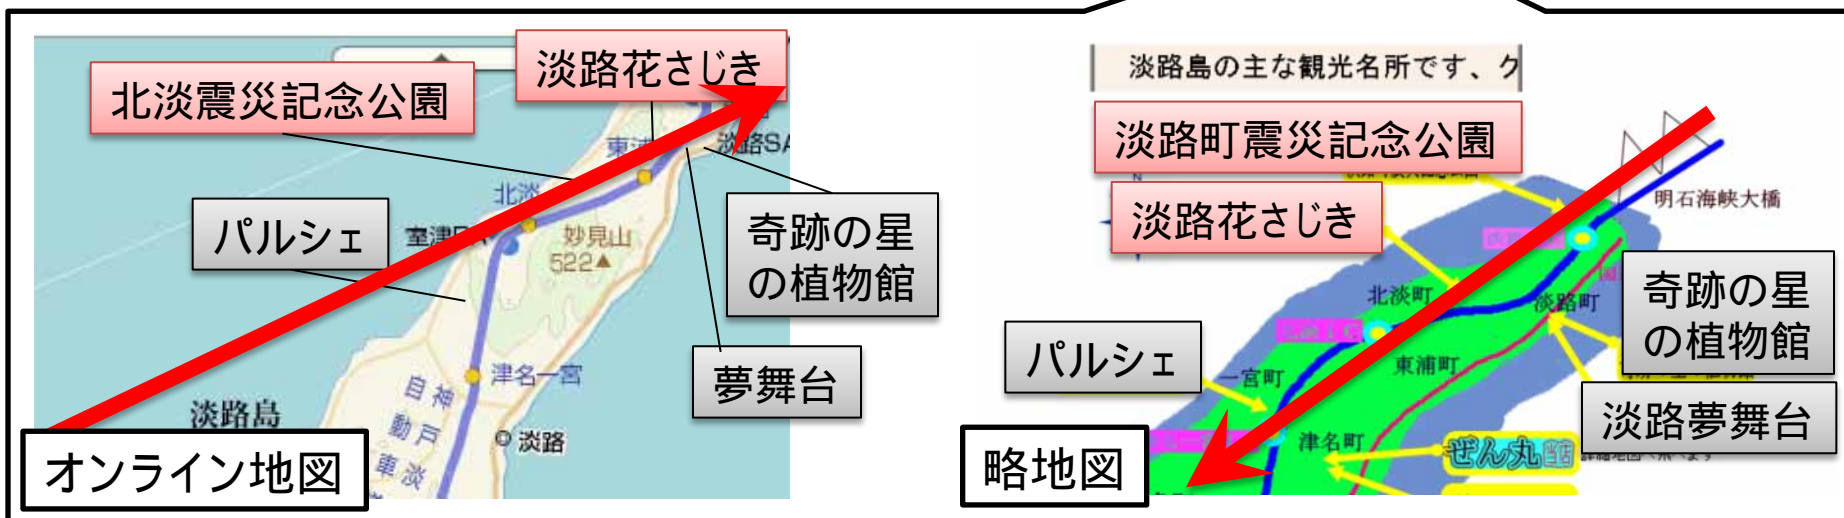 淡路花さじき
北淡震災記念公園
東浦
淡路SA
北淡
パルシェ
室津PA
妙見山
522▲
奇跡の星
の植物館
津名一宮
夢舞台
淡路島
自
動
車
神
戸
淡
淡路
オンライン地図
淡路島の主な観光名所です、ク
淡路町震災記念公園
N
淡路花さじき
明石海峡大橋
北淡町
淡路町
奇跡の星
の植物館
パルシェ
一宮町
東浦町
淡路夢舞台
津名町
ぜん丸
当店
略地図